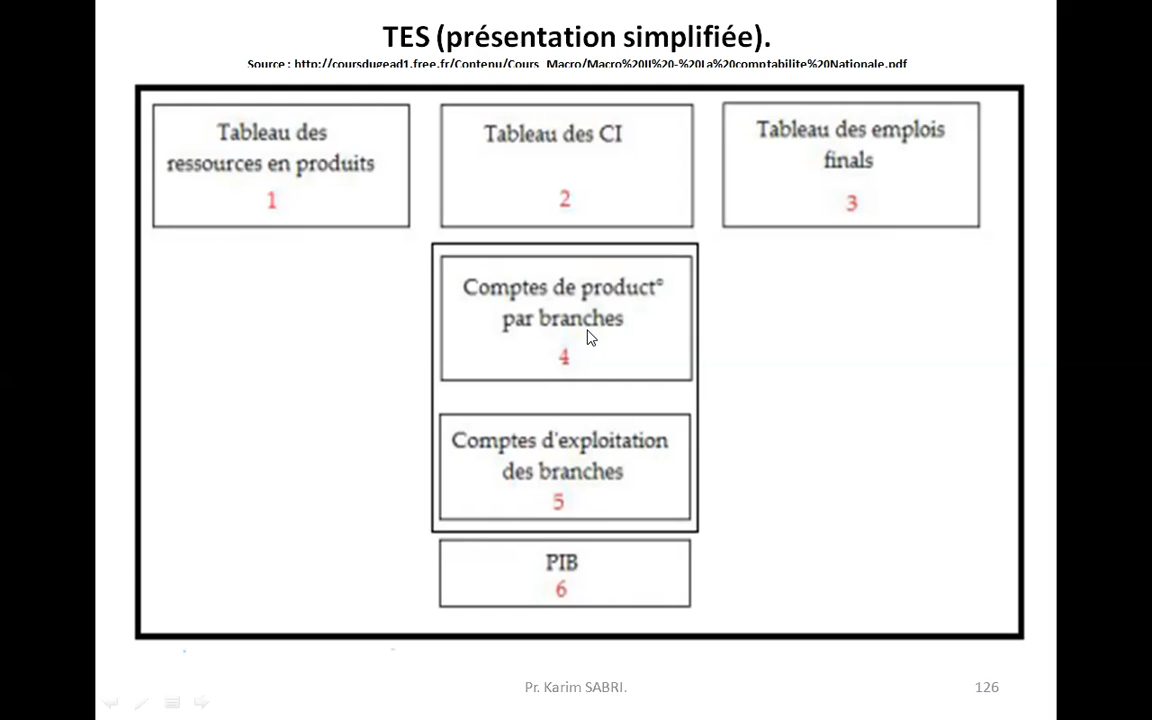 TES (présentation simplifiée).
Source : http://coursdugead1.free.fr/Contenu/Cours_Macro/Macro%20II%20-%20La%20comptabilite%20Nationale.pdf
Tableau des
ressources en produits
1
Tableau des CI
2
Tableau des emplois
finals
3
Comptes de product°
par branches
4
Comptes d'exploitation
des branches
5
PIB
6
Pr. Karim SABRI.
126